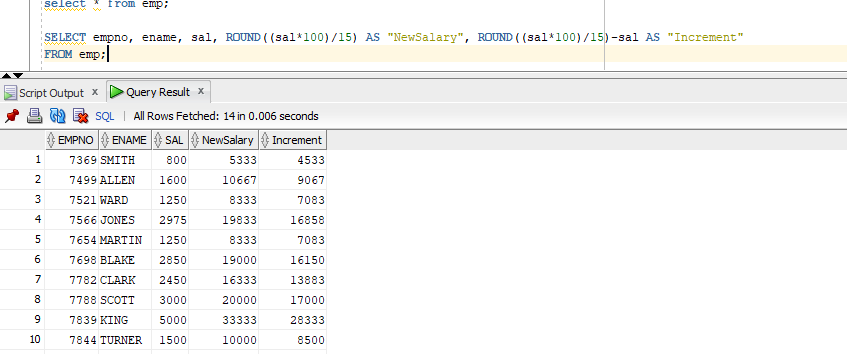 select * from emp;
SELECT empno, ename, sal, ROUND((sal*100)/15) AS "NewSalary", ROUND((sal*100)/15)-sal AS "Increment"
FROM emp;
Script Output x Query Result x
SQL | All Rows Fetched: 14 in 0.006 seconds
EMPNO ENAME SAL NewSalary Increment
1 7369 SMITH 800 5333 4533
2 7499 ALLEN 1600 10667 9067
3 7521 WARD 1250 8333 7083
4 7566 JONES 2975 19833 16858
5 7654 MARTIN 1250 8333 7083
6 7698 BLAKE 2850 19000 16150
7 7782 CLARK 2450 16333 13883
8 7788 SCOTT 3000 20000 17000
9 7839 KING 5000 33333 28333
10 7844 TURNER 1500 10000 8500